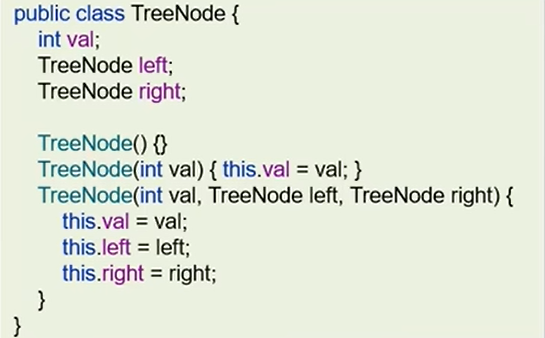 public class TreeNode {
int val;
TreeNode left;
TreeNode right;
TreeNode() {}
TreeNode(int val) { this.val = val; }
TreeNode(int val, TreeNode left, TreeNode right) {
this.val = val;
this.left = left;
this.right = right;
}
}